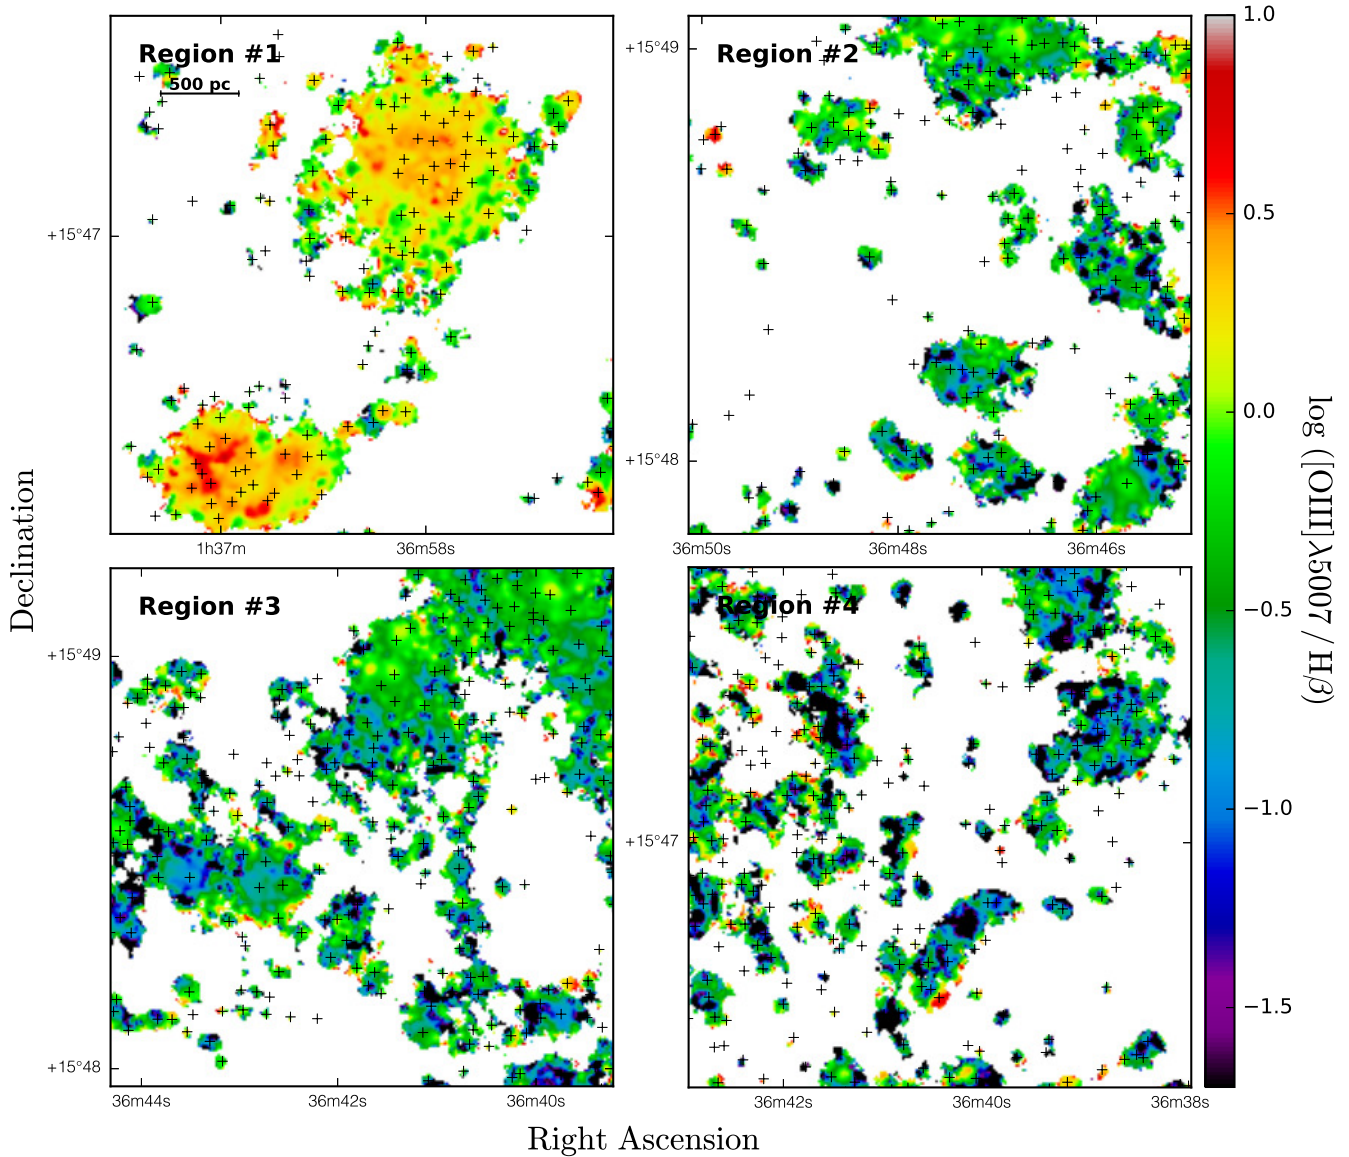 Region #1
500 pc
+15°47
1h37m
36m58s
Region #2
+15°49
+15°48
36m50s
36m48s
36m46s
Region #3
+15°49
+15°48
36m44s
36m42s
36m40s
Region #4
+15°47
36m42s
36m40s
36m38s
1.0
0.5
0.0
−0.5
−1.0
−1.5
log ([OIII]λ5007 / Hβ)
Declination
Right Ascension